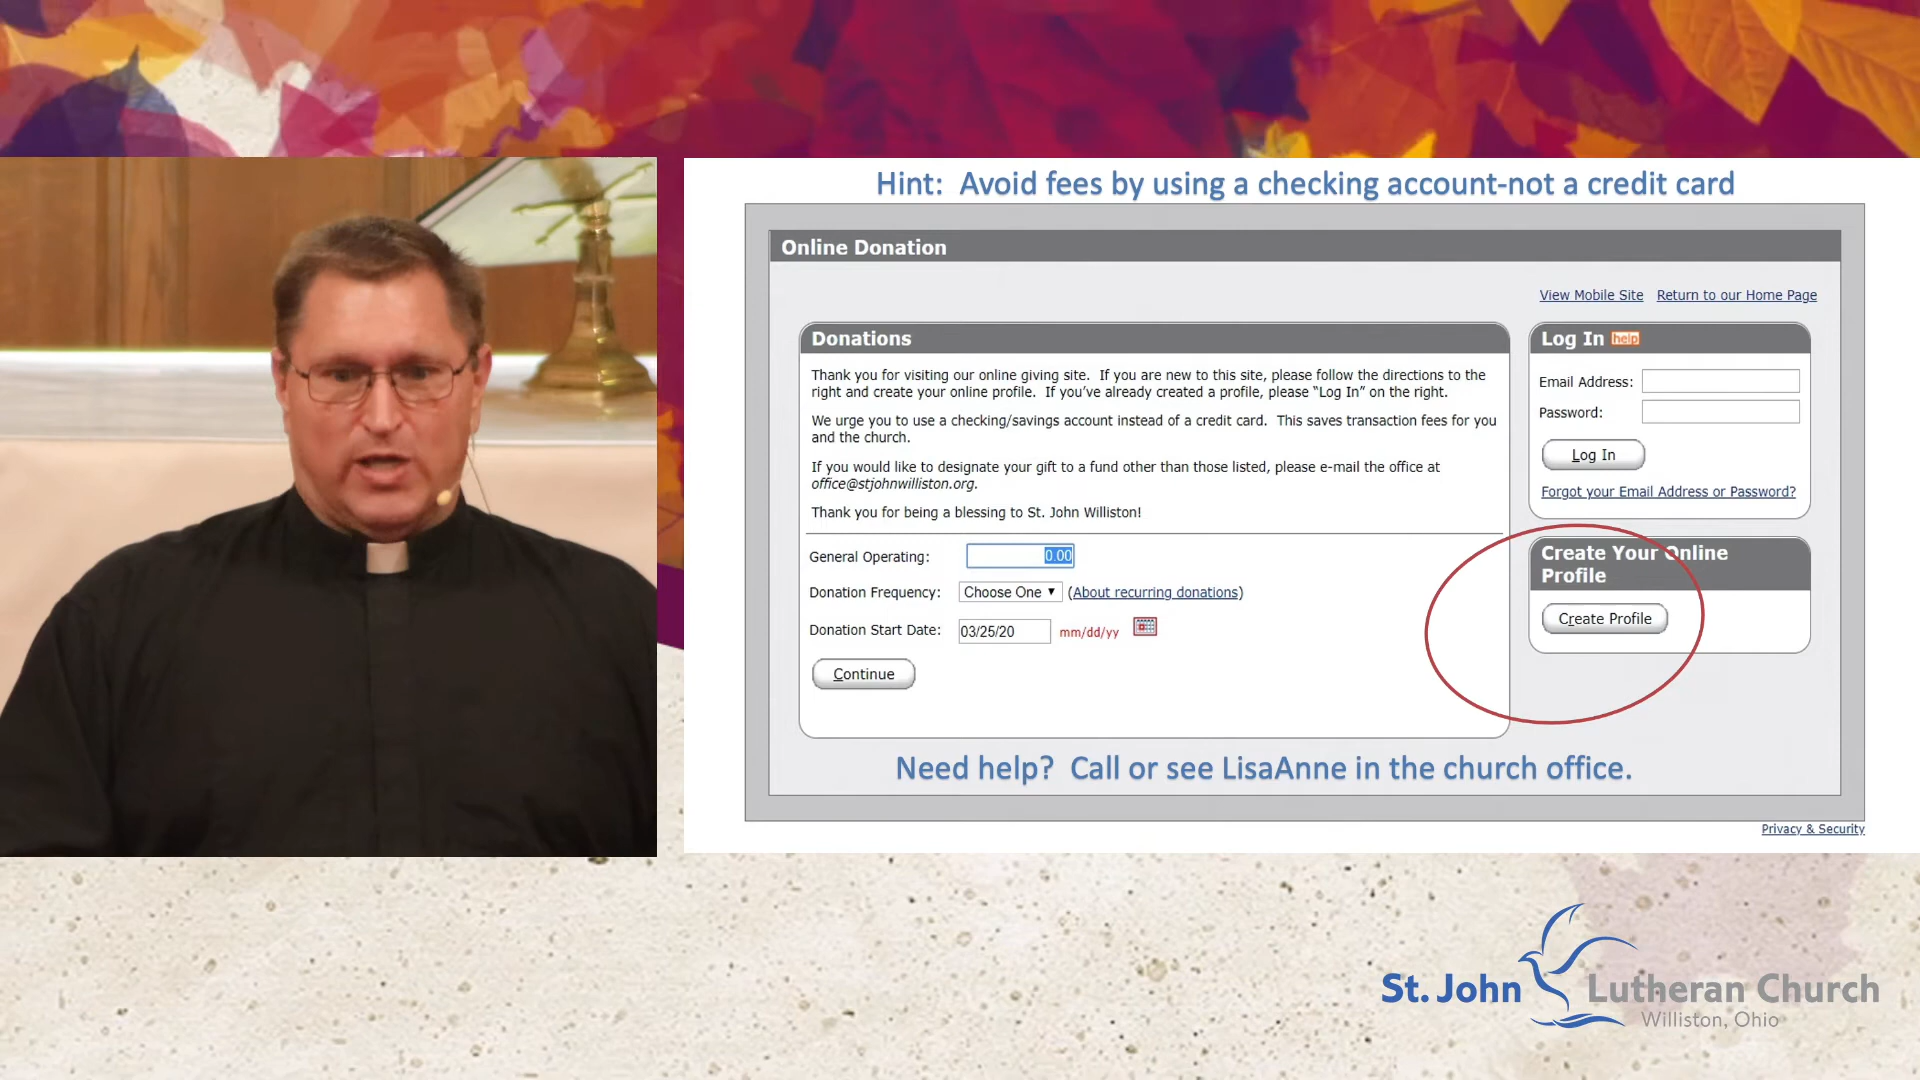 Hint:  Avoid fees by using a checking account-not a credit card
Online Donation
View Mobile Site   Return to our Home Page
Donations
Thank you for visiting our online giving site.  If you are new to this site, please follow the directions to the
right and create your online profile.  If you've already created a profile, please "Log In" on the right.
We urge you to use a checking/savings account instead of a credit card.  This saves transaction fees for you
and the church.
If you would like to designate your gift to a fund other than those listed, please e-mail the office at
office@stjohnwilliston.org.
Thank you for being a blessing to St. John Williston!
General Operating: 0.00
Donation Frequency: Choose One (About recurring donations)
Donation Start Date: 03/25/20 mm/dd/yy
Continue
Log In help
Email Address:
Password:
Log In
Forgot your Email Address or Password?
Create Your Online
Profile
Create Profile
Need help?  Call or see LisaAnne in the church office.
Privacy & Security
St. John Lutheran Church
Williston, Ohio